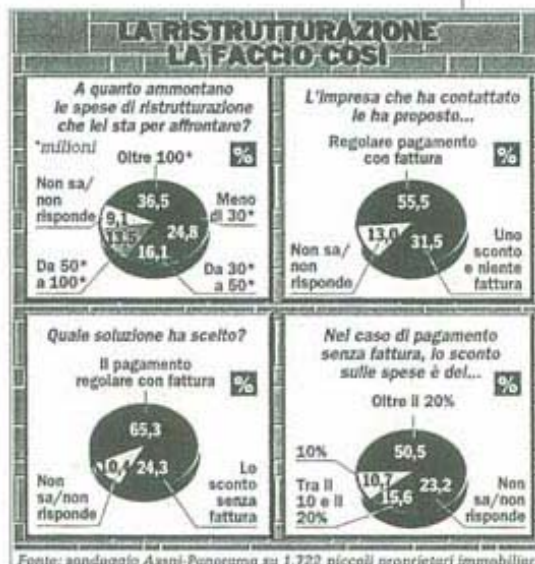 LA RISTRUTTURAZIONE
LA FACCIO COSÌ
A quanto ammontano
le spese di ristrutturazione
che lei sta per affrontare?
*milioni
%
Oltre 100*
36,5
Meno
di 30*
24,8
Da 30*
a 50*
16,1
Da 50*
a 100*
13,5
Non sa/
non
risponde
9,1
L'impresa che ha contattato
le ha proposto...
Regolare pagamento
con fattura
%
55,5
Uno
sconto
e niente
fattura
31,5
Non sa/
non
risponde
13,0
Quale soluzione ha scelto?
Il pagamento
regolare con fattura
%
65,3
Lo
sconto
senza
fattura
24,3
Non
sa/non
risponde
10,4
Nel caso di pagamento
senza fattura, lo sconto
sulle spese è del...
Oltre il 20%
%
50,5
Non
sa/non
risponde
23,2
Tra il
10 e il
20%
15,6
10%
10,7
Fonte: sondaggio Aspni-Panorama su 1.722 piccoli proprietari immobiliari